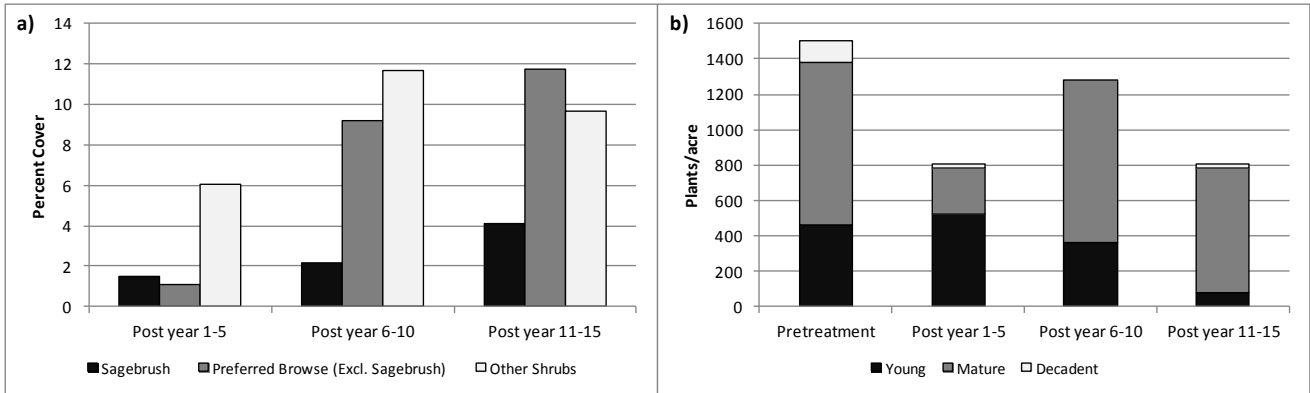 a)
Percent Cover
14
12
10
8
6
4
2
0
Post year 1-5 Post year 6-10 Post year 11-15
Sagebrush Preferred Browse (Excl. Sagebrush) Other Shrubs
b)
Plants/acre
1600
1400
1200
1000
800
600
400
200
0
Pretreatment Post year 1-5 Post year 6-10 Post year 11-15
Young Mature Decadent